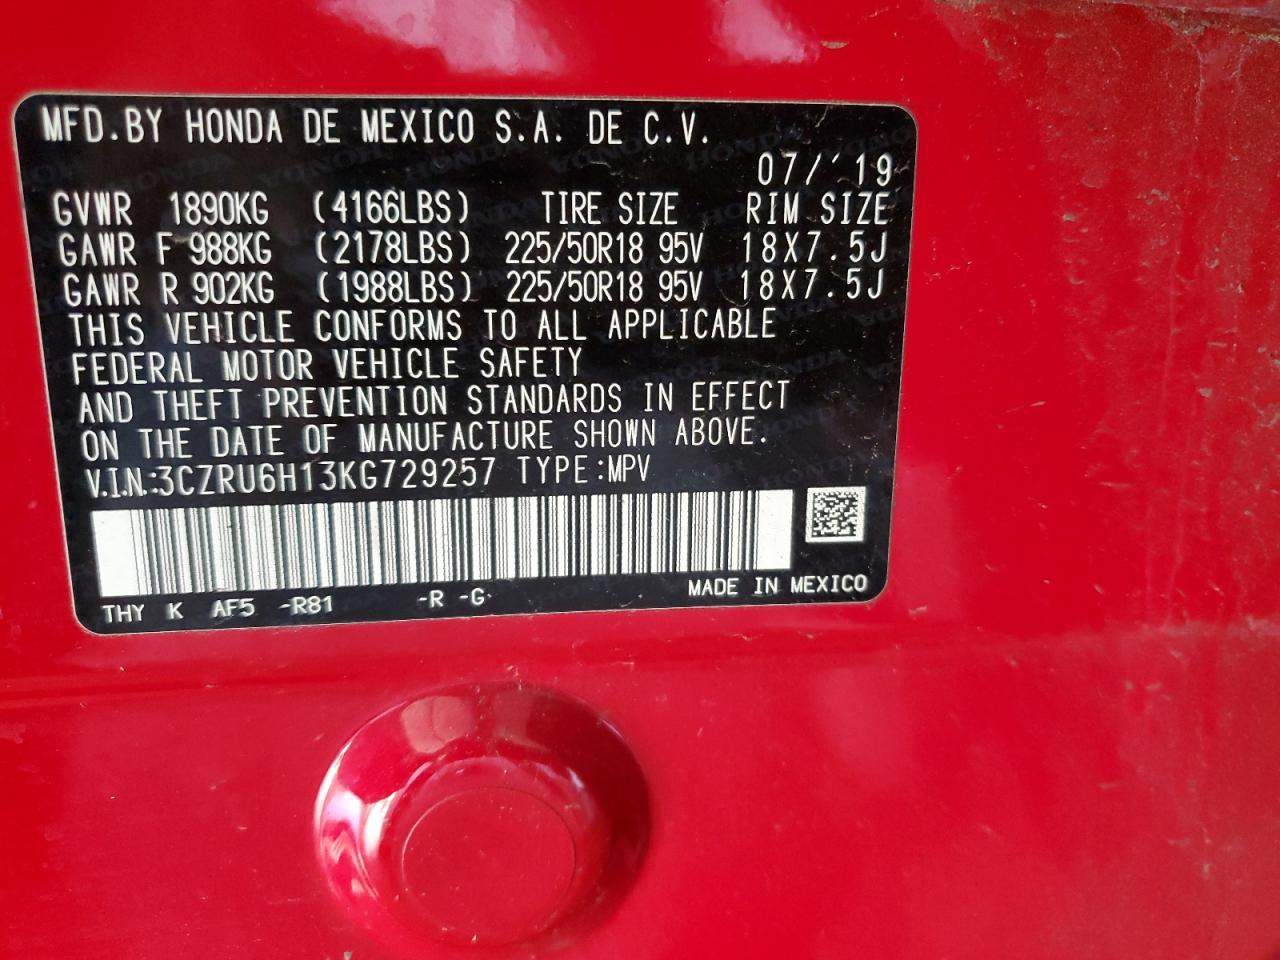 MFD.BY HONDA DE MEXICO S.A. DE C.V.
07/'19
GVWR 1890KG (4166LBS) TIRE SIZE RIM SIZE
GAWR F 988KG (2178LBS) 225/50R18 95V 18X7.5J
GAWR R 902KG (1988LBS) 225/50R18 95V 18X7.5J
THIS VEHICLE CONFORMS TO ALL APPLICABLE
FEDERAL MOTOR VEHICLE SAFETY
AND THEFT PREVENTION STANDARDS IN EFFECT
ON THE DATE OF MANUFACTURE SHOWN ABOVE.
V.I.N.:3CZRU6H13KG729257 TYPE:MPV
THY K AF5 -R81 -R -G- MADE IN MEXICO